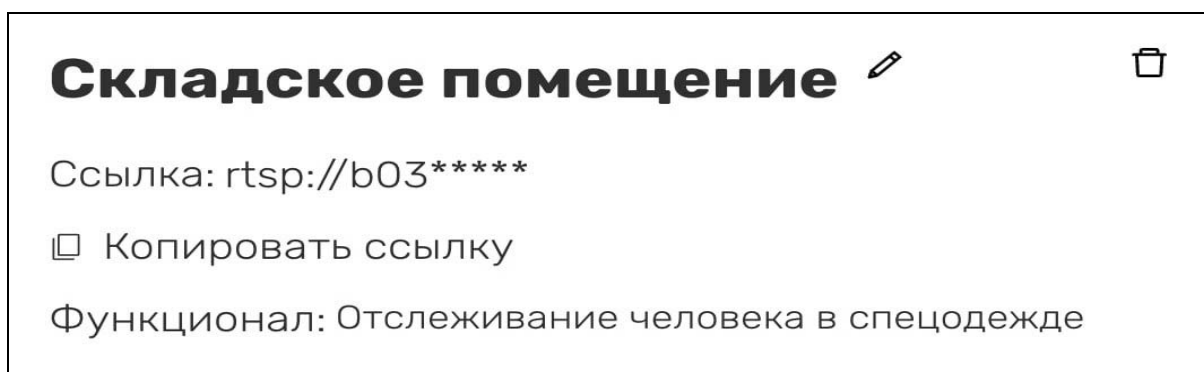 Складское помещение
Ссылка: rtsp://b03*****
Копировать ссылку
Функционал: Отслеживание человека в спецодежде